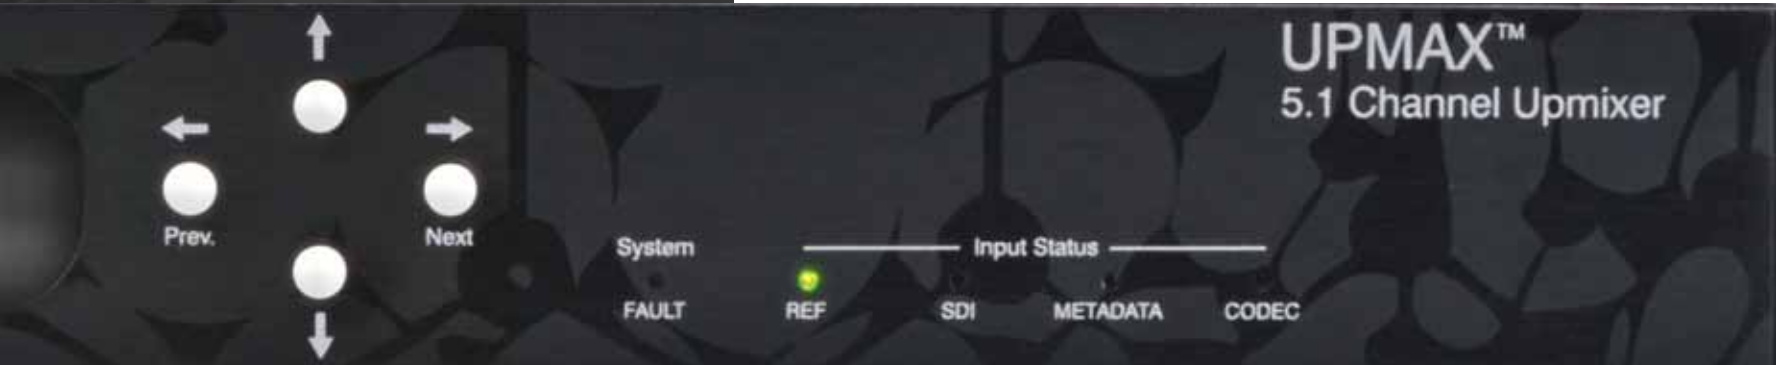 UPMAX™
5.1 Channel Upmixer
Prev.
Next
System
Input Status
FAULT
REF
SDI
METADATA
CODEC